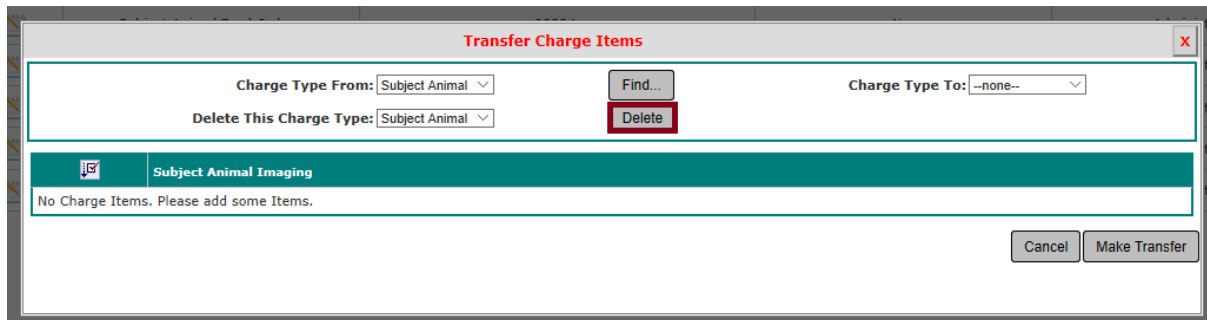 Transfer Charge Items
x
Charge Type From: Subject Animal Find... Charge Type To: --none--
Delete This Charge Type: Subject Animal Delete
Subject Animal Imaging
No Charge Items. Please add some Items.
Cancel Make Transfer